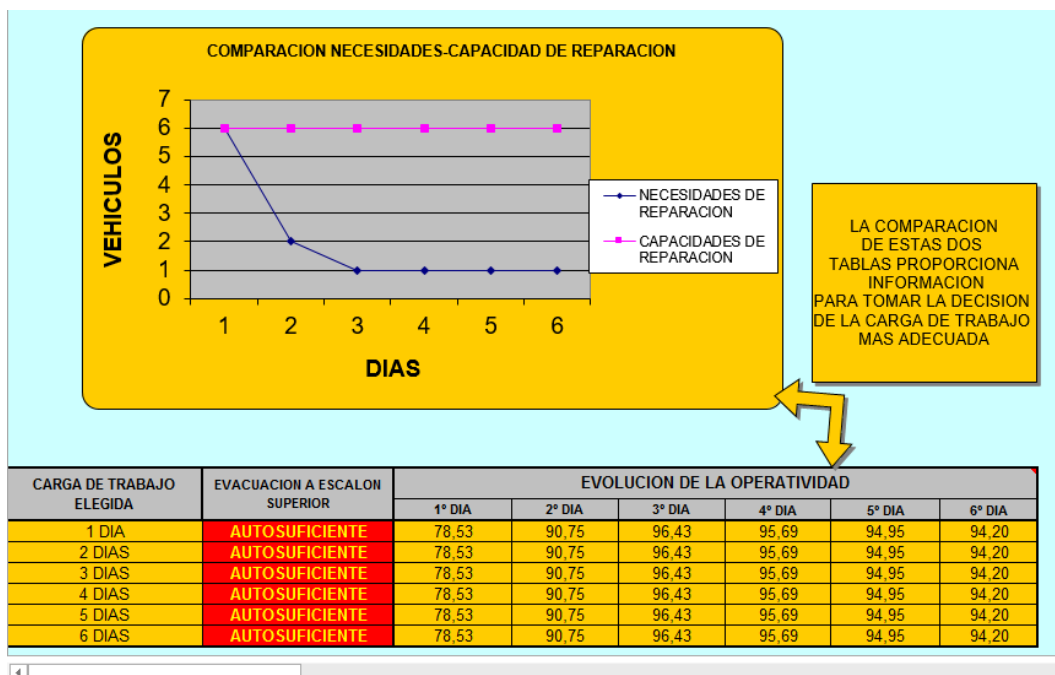 COMPARACION NECESIDADES-CAPACIDAD DE REPARACION
VEHICULOS
7
6
5
4
3
2
1
0
1 2 3 4 5 6
DIAS
NECESIDADES DE
REPARACION
CAPACIDADES DE
REPARACION
LA COMPARACION
DE ESTAS DOS
TABLAS PROPORCIONA
INFORMACION
PARA TOMAR LA DECISION
DE LA CARGA DE TRABAJO
MAS ADECUADA
CARGA DE TRABAJO
ELEGIDA
EVACUACION A ESCALON
SUPERIOR
EVOLUCION DE LA OPERATIVIDAD
1º DIA 2º DIA 3º DIA 4º DIA 5º DIA 6º DIA
1 DIA AUTOSUFICIENTE 78,53 90,75 96,43 95,69 94,95 94,20
2 DIAS AUTOSUFICIENTE 78,53 90,75 96,43 95,69 94,95 94,20
3 DIAS AUTOSUFICIENTE 78,53 90,75 96,43 95,69 94,95 94,20
4 DIAS AUTOSUFICIENTE 78,53 90,75 96,43 95,69 94,95 94,20
5 DIAS AUTOSUFICIENTE 78,53 90,75 96,43 95,69 94,95 94,20
6 DIAS AUTOSUFICIENTE 78,53 90,75 96,43 95,69 94,95 94,20